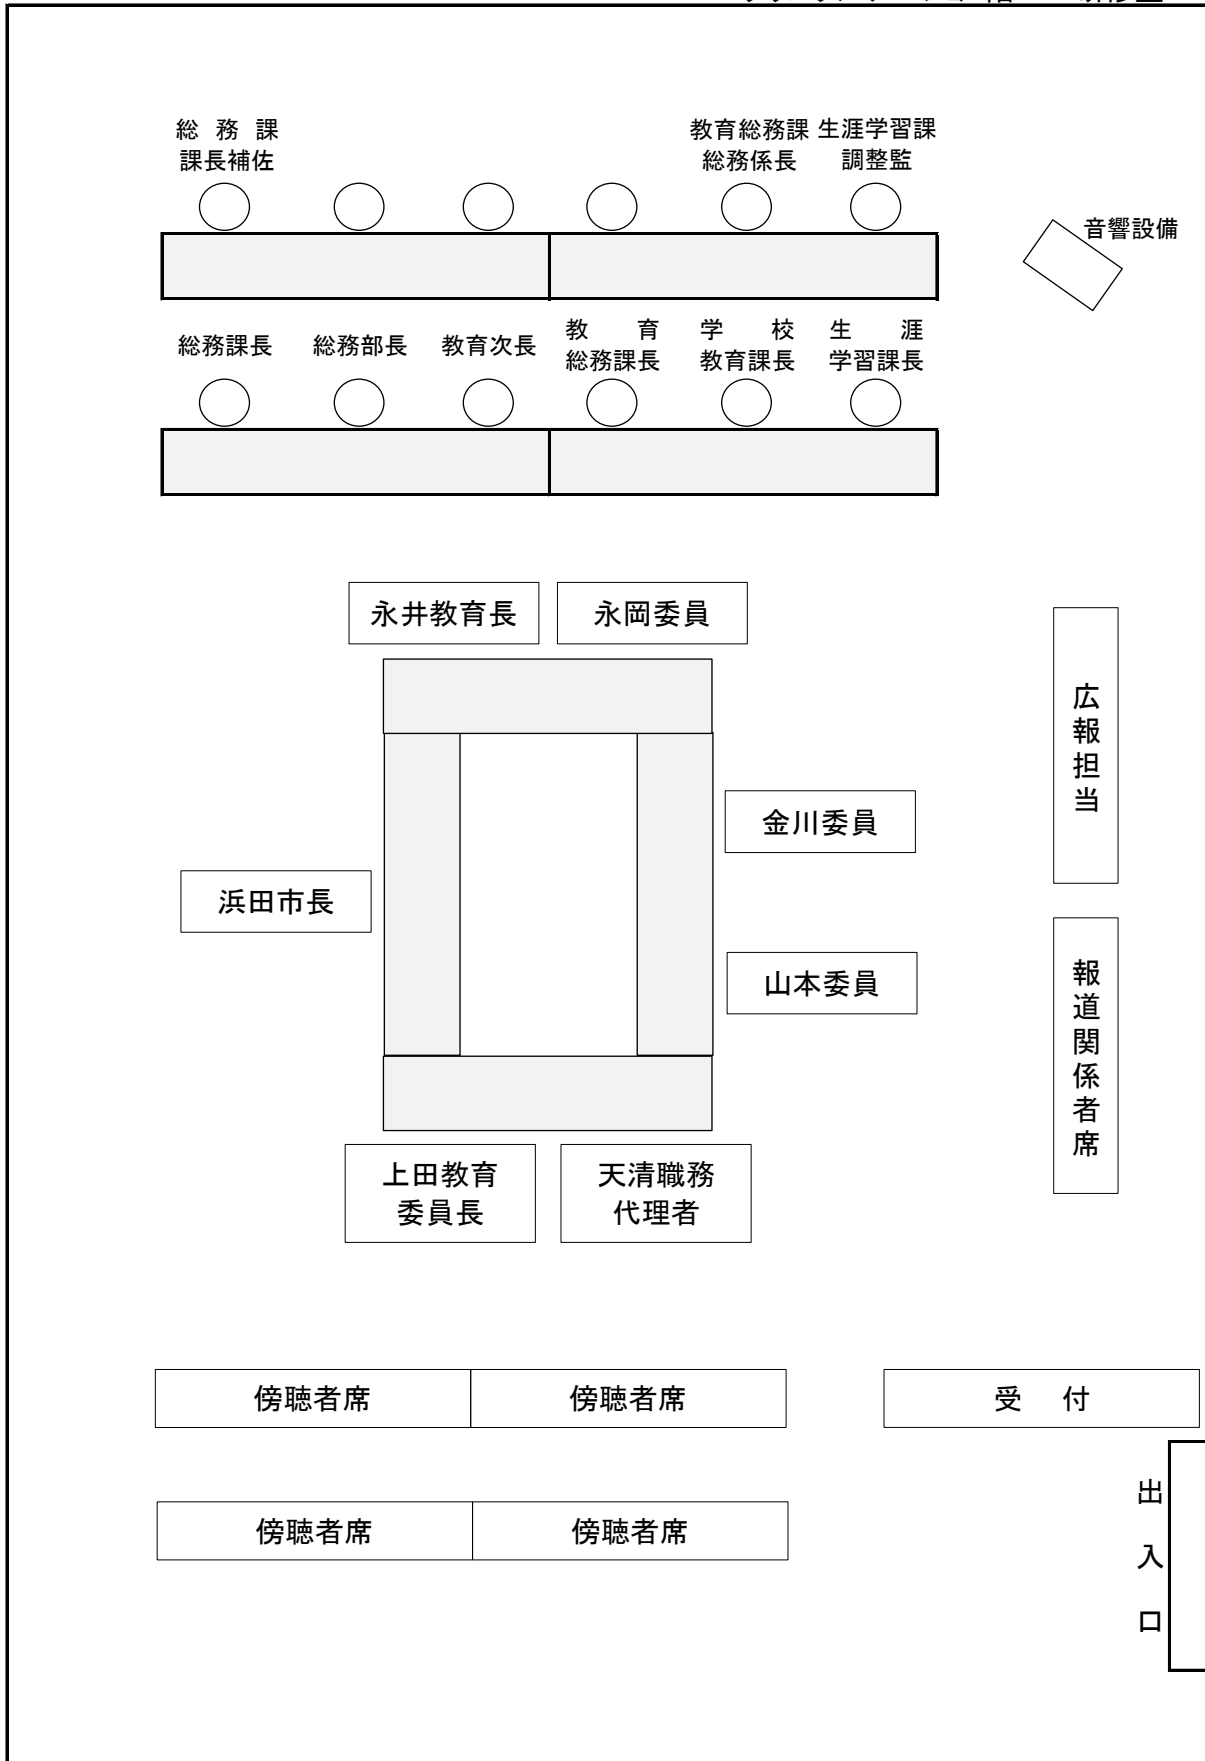 総 務 課
課長補佐
教育総務課
総務係長
生涯学習課
調整監
音響設備
総務課長
総務部長
教育次長
教 育
総務課長
学 校
教育課長
生 涯
学習課長
永井教育長
永岡委員
広報担当
金川委員
浜田市長
山本委員
報道関係者席
上田教育
委員長
天清職務
代理者
傍聴者席
傍聴者席
受 付
傍聴者席
傍聴者席
出入口